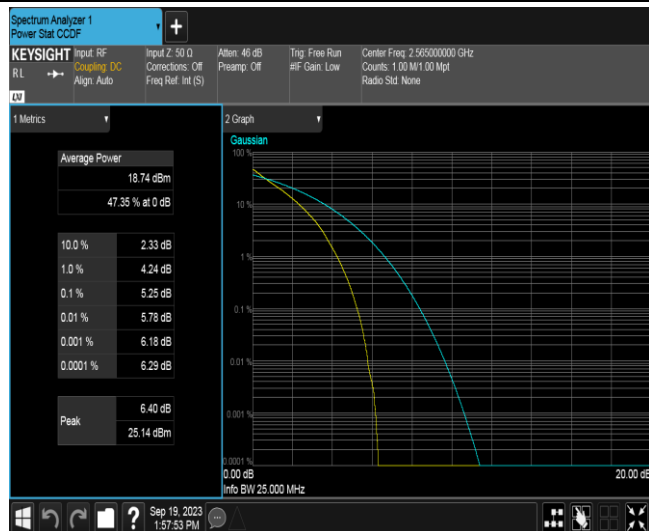 Spectrum Analyzer 1
Power Stat CCDF
+
KEYSIGHT
RL
Input: RF
Coupling: DC
Align: Auto
Input Z: 50 Ω
Corrections: Off
Freq Ref: Int (S)
Atten: 46 dB
Preamp: Off
Trig: Free Run
#IF Gain: Low
Center Freq: 2.565000000 GHz
Counts: 1.00 M/1.00 Mpt
Radio Std: None
LXI
1 Metrics
Average Power
18.74 dBm
47.35 % at 0 dB
10.0 % 2.33 dB
1.0 % 4.24 dB
0.1 % 5.25 dB
0.01 % 5.78 dB
0.001 % 6.18 dB
0.0001 % 6.29 dB
Peak
6.40 dB
25.14 dBm
2 Graph
Gaussian
100 %
10 %
1 %
0.1 %
0.01 %
0.001 %
0.0001 %
0.00 dB 20.00 dB
Info BW 25.000 MHz
?
Sep 19, 2023
1:57:53 PM